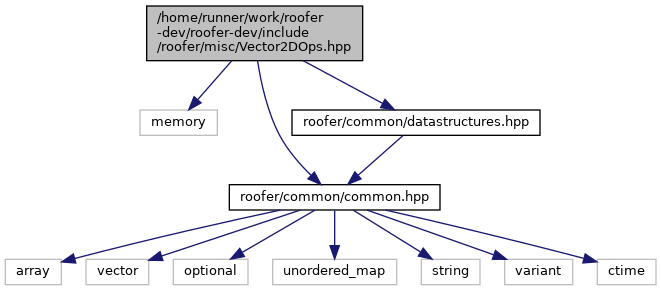 /home/runner/work/roofer
-dev/roofer-dev/include
/roofer/misc/Vector2DOps.hpp
memory
roofer/common/datastructures.hpp
roofer/common/common.hpp
array
vector
optional
unordered_map
string
variant
ctime